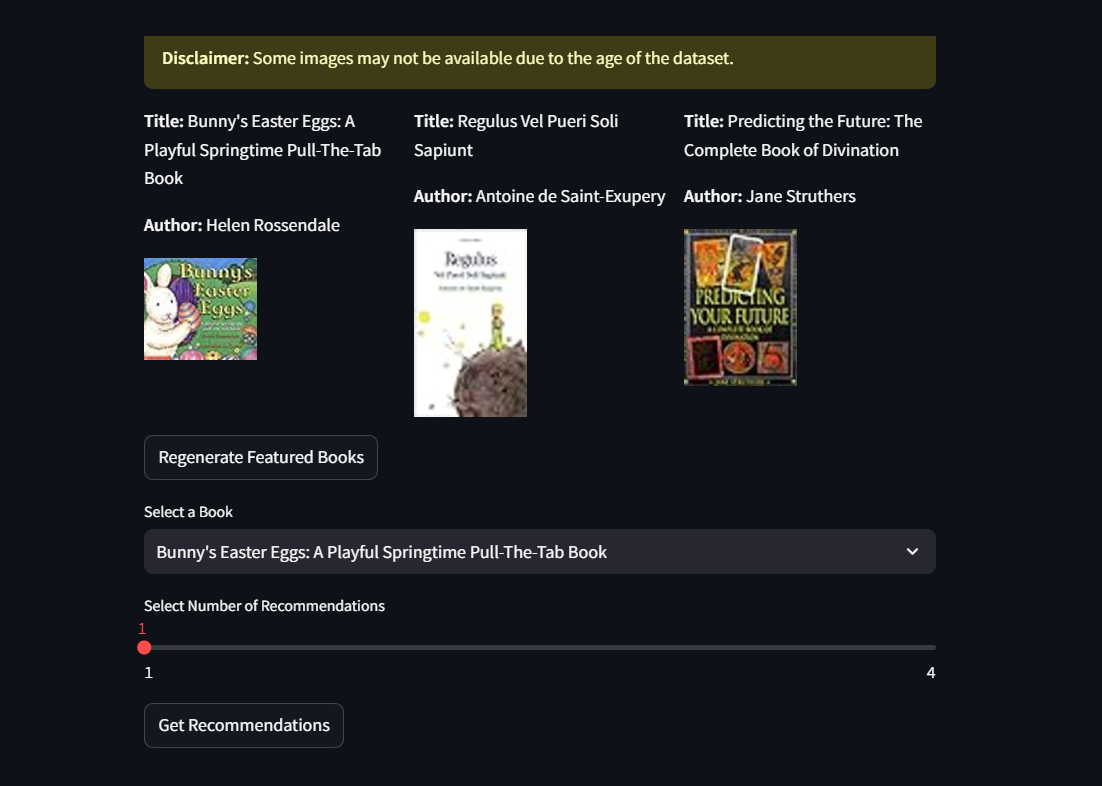 Disclaimer: Some images may not be available due to the age of the dataset.
Title: Bunny's Easter Eggs: A
Playful Springtime Pull-The-Tab
Book
Author: Helen Rossendale
Bunny's
Easter
Eggs
Title: Regulus Vel Pueri Soli
Sapiunt
Author: Antoine de Saint-Exupery
Regulus
Vel Pueri Soli Sapiunt
Title: Predicting the Future: The
Complete Book of Divination
Author: Jane Struthers
PREDICTING
YOUR FUTURE
A COMPLETE BOOK OF
DIVINATION
JANE STRUTHERS
Regenerate Featured Books
Select a Book
Bunny's Easter Eggs: A Playful Springtime Pull-The-Tab Book
Select Number of Recommendations
1
1 4
Get Recommendations